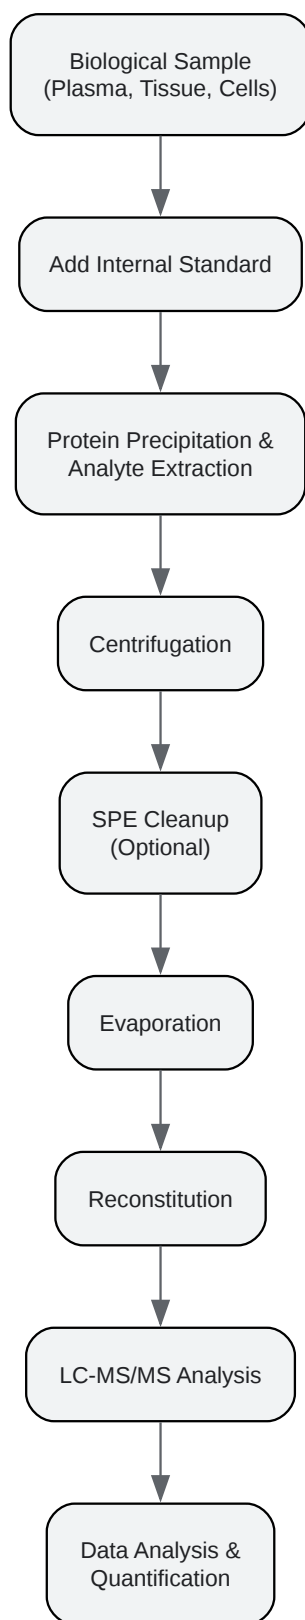 Biological Sample
(Plasma, Tissue, Cells)
Add Internal Standard
Protein Precipitation &
Analyte Extraction
Centrifugation
SPE Cleanup
(Optional)
Evaporation
Reconstitution
LC-MS/MS Analysis
Data Analysis &
Quantification